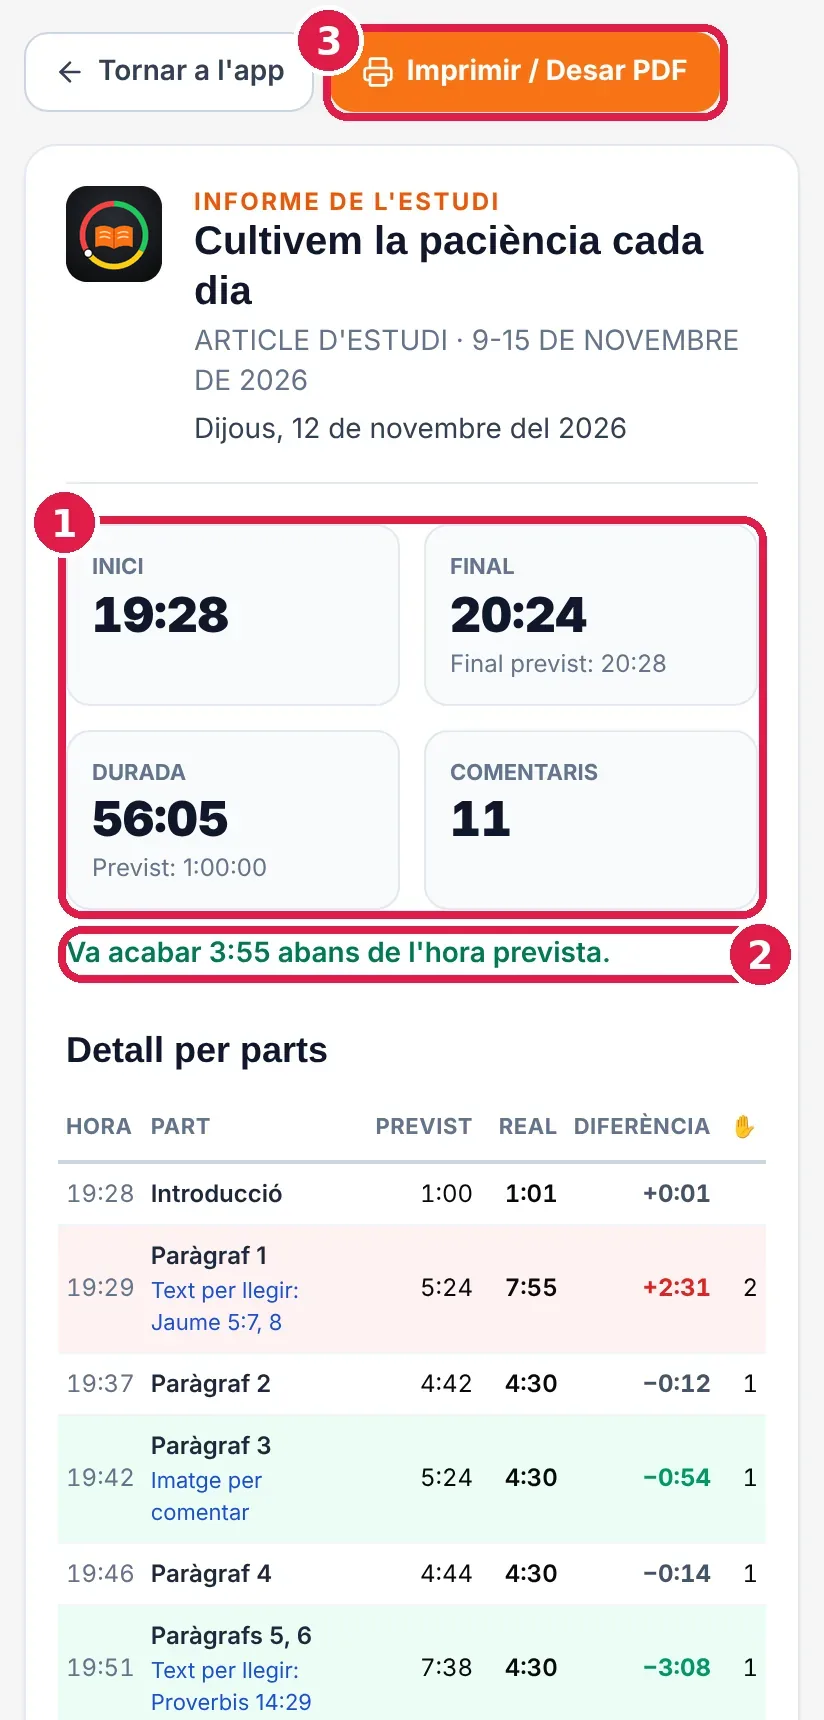 ← Tornar a l'app
3
Imprimir / Desar PDF
INFORME DE L'ESTUDI
Cultivem la paciència cada
dia
ARTICLE D'ESTUDI · 9-15 DE NOVEMBRE
DE 2026
Dijous, 12 de novembre del 2026
1
INICI
19:28
FINAL
20:24
Final previst: 20:28
DURADA
56:05
Previst: 1:00:00
COMENTARIS
11
Va acabar 3:55 abans de l'hora prevista.
2
Detall per parts
HORA PART PREVIST REAL DIFERÈNCIA ✋
19:28 Introducció 1:00 1:01 +0:01
Paràgraf 1
19:29 Text per llegir: 5:24 7:55 +2:31 2
Jaume 5:7, 8
19:37 Paràgraf 2 4:42 4:30 −0:12 1
Paràgraf 3
19:42 Imatge per 5:24 4:30 −0:54 1
comentar
19:46 Paràgraf 4 4:44 4:30 −0:14 1
Paràgrafs 5, 6
19:51 Text per llegir: 7:38 4:30 −3:08 1
Proverbis 14:29